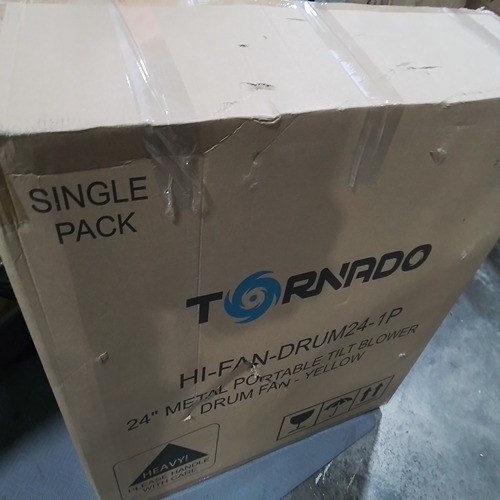 SINGLE
PACK
TORNADO
HI-FAN-DRUM24-1P
24" METAL PORTABLE TILT BLOWER
DRUM FAN - YELLOW
HEAVY!
PLEASE HANDLE
WITH CARE